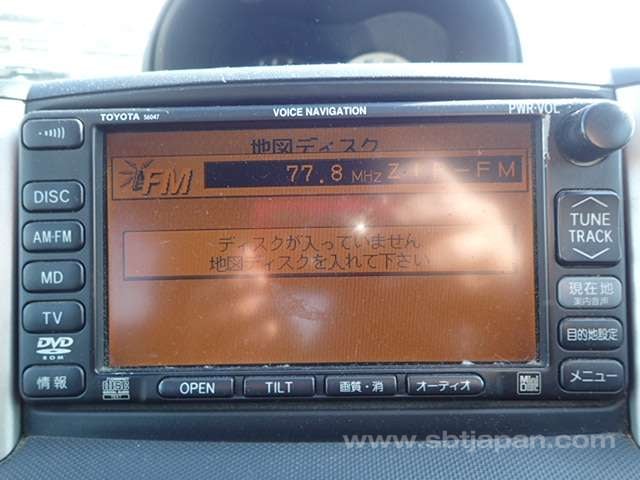 TOYOTA 56047 VOICE NAVIGATION PWR·VOL
地図ディスク
FM 77.8 MHZ ZIP-FM
ディスクが入っていません
地図ディスクを入れて下さい
DISC
AM·FM
MD
TV
DVD
ROM
情報
TUNE
TRACK
現在地
案内音声
目的地設定
メニュー
OPEN TILT 画質・消 オーディオ
www.sbtjapan.com